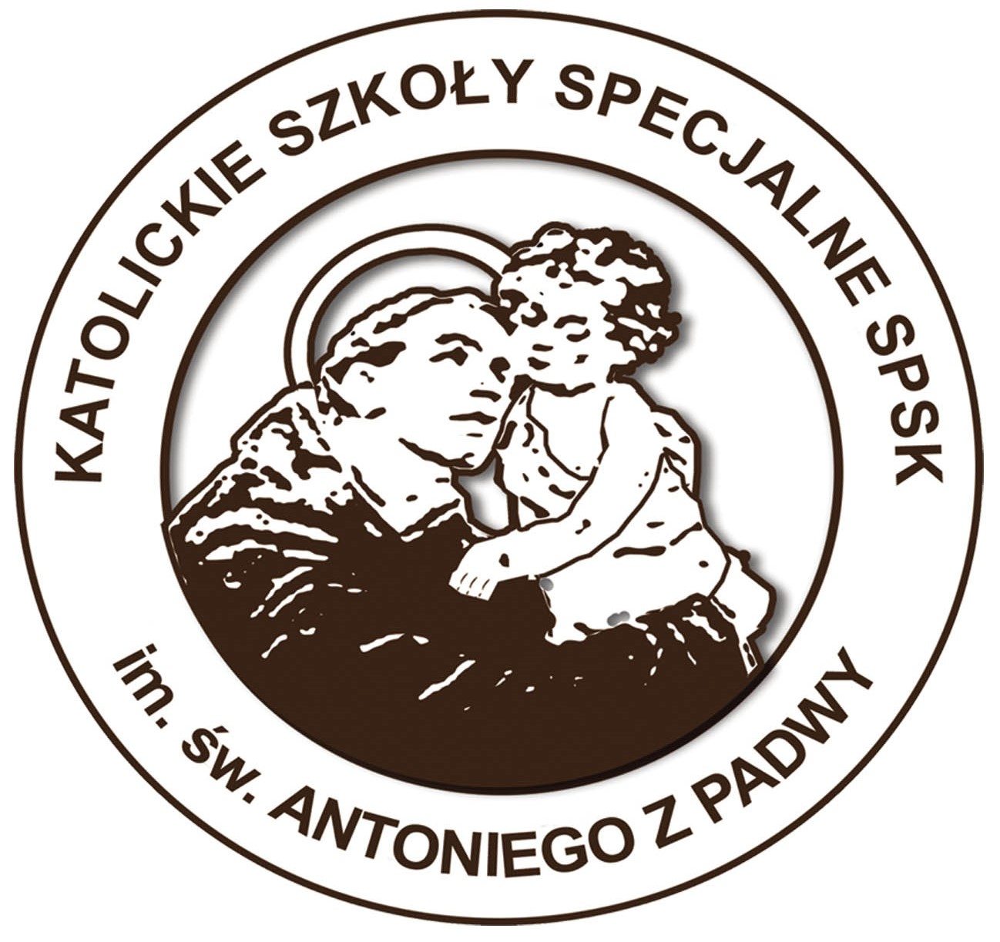 KATOLICKIE SZKOŁY SPECJALNE SPSK
im. św. ANTONIEGO Z PADWY